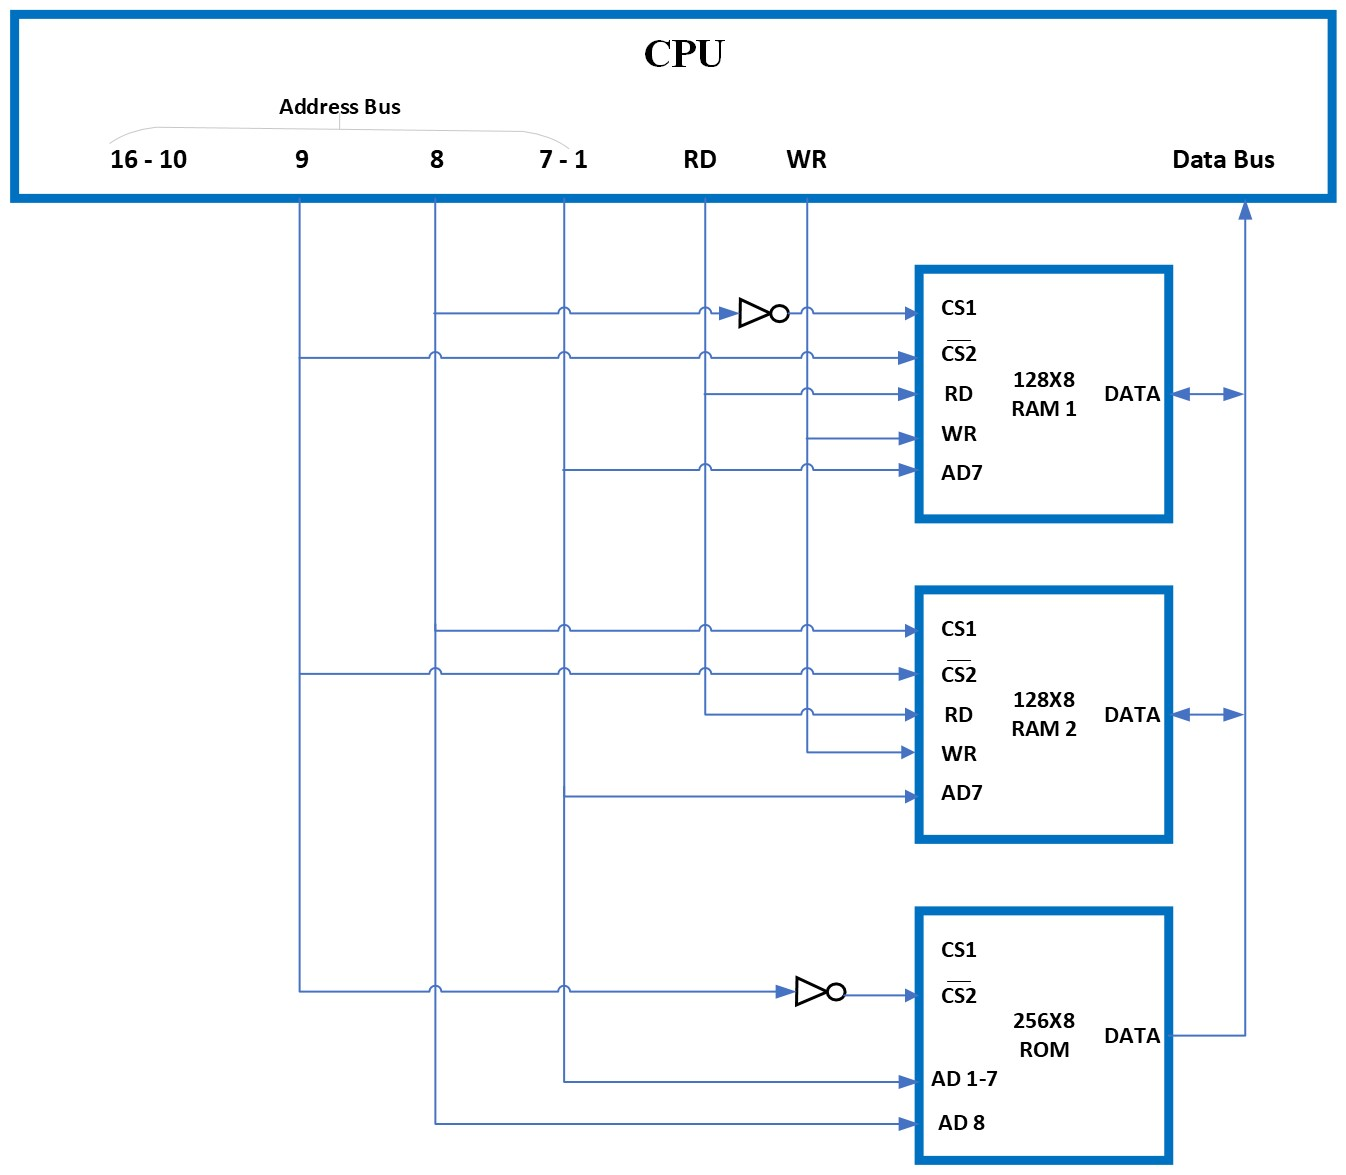 CPU
Address Bus
16 - 10 9 8 7 - 1 RD WR Data Bus
CS1
CS2
RD
WR
AD7
128X8
RAM 1
DATA
CS1
CS2
RD
WR
AD7
128X8
RAM 2
DATA
CS1
CS2
256X8
ROM
DATA
AD 1-7
AD 8